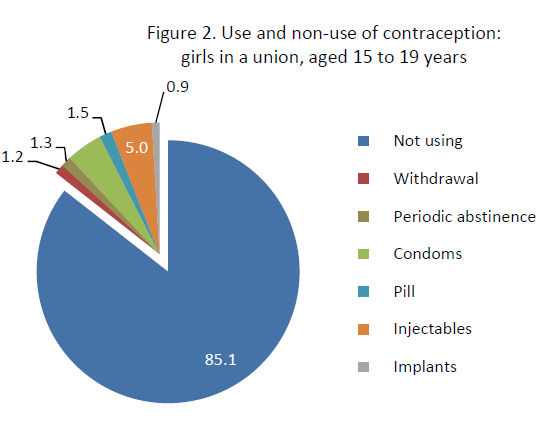 Figure 2. Use and non-use of contraception:
girls in a union, aged 15 to 19 years
0.9
1.5
5.0
1.3
1.2
85.1
Not using
Withdrawal
Periodic abstinence
Condoms
Pill
Injectables
Implants